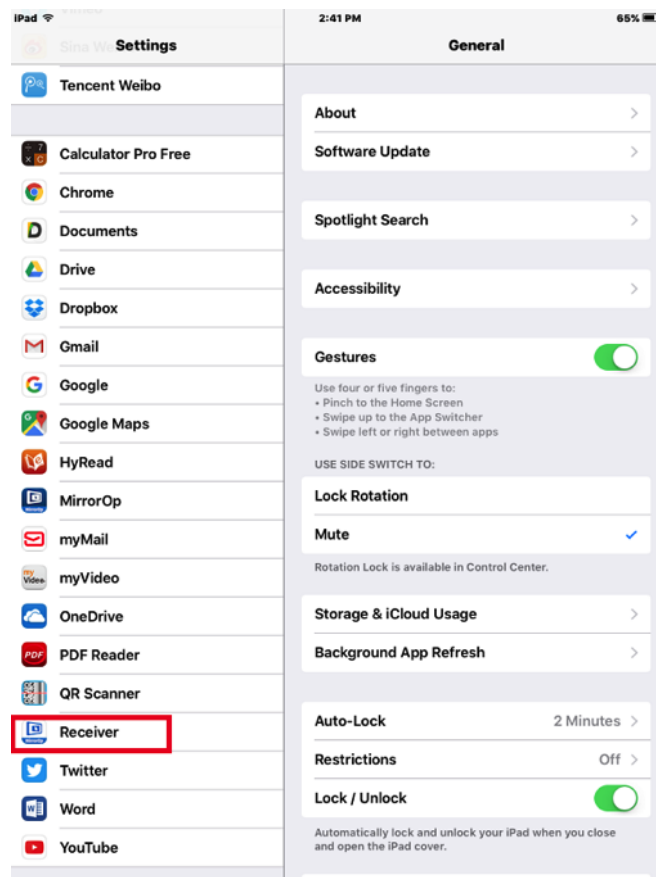 iPad
2:41 PM
65%
Settings
General
Sina We
Tencent Weibo
Calculator Pro Free
Chrome
Documents
Drive
Dropbox
Gmail
Google
Google Maps
HyRead
MirrorOp
myMail
myVideo
OneDrive
PDF Reader
QR Scanner
Receiver
Twitter
Word
YouTube
About
Software Update
Spotlight Search
Accessibility
Gestures
Use four or five fingers to:
• Pinch to the Home Screen
• Swipe up to the App Switcher
• Swipe left or right between apps
USE SIDE SWITCH TO:
Lock Rotation
Mute
Rotation Lock is available in Control Center.
Storage & iCloud Usage
Background App Refresh
Auto-Lock 2 Minutes
Restrictions Off
Lock / Unlock
Automatically lock and unlock your iPad when you close
and open the iPad cover.